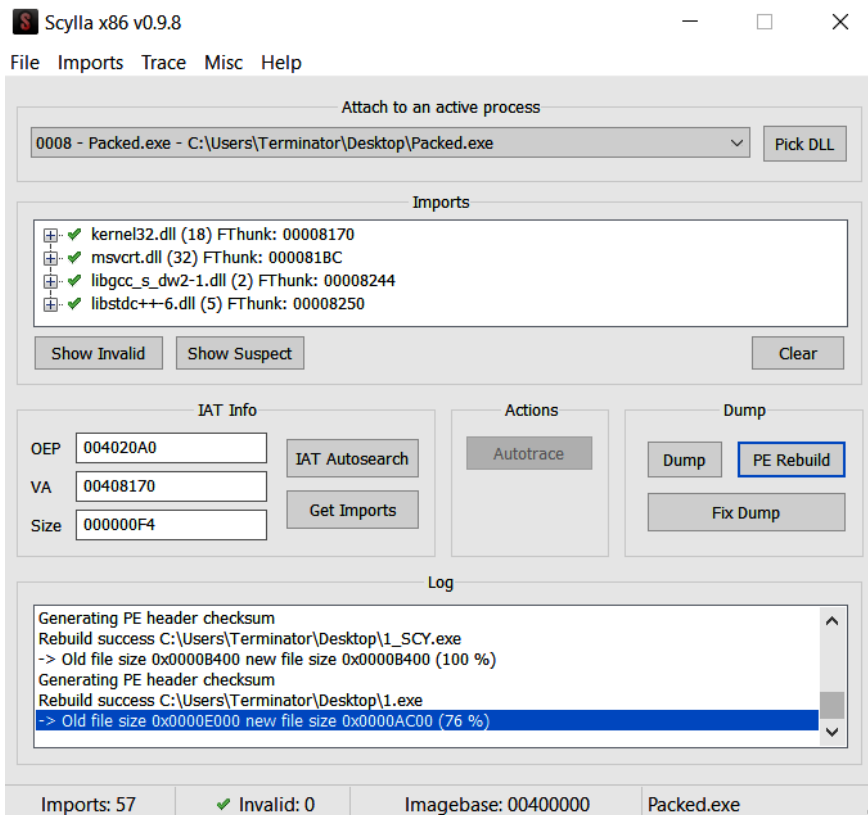 Scylla x86 v0.9.8
File Imports Trace Misc Help
Attach to an active process
0008 - Packed.exe - C:\Users\Terminator\Desktop\Packed.exe
Pick DLL
Imports
kernel32.dll (18) FThunk: 00008170
msvcrt.dll (32) FThunk: 000081BC
libgcc_s_dw2-1.dll (2) FThunk: 00008244
libstdc++-6.dll (5) FThunk: 00008250
Show Invalid Show Suspect Clear
IAT Info Actions Dump
OEP 004020A0
VA 00408170
Size 000000F4
IAT Autosearch
Get Imports
Autotrace
Dump PE Rebuild
Fix Dump
Log
Generating PE header checksum
Rebuild success C:\Users\Terminator\Desktop\1_SCY.exe
-> Old file size 0x0000B400 new file size 0x0000B400 (100 %)
Generating PE header checksum
Rebuild success C:\Users\Terminator\Desktop\1.exe
-> Old file size 0x0000E000 new file size 0x0000AC00 (76 %)
Imports: 57 Invalid: 0 Imagebase: 00400000 Packed.exe